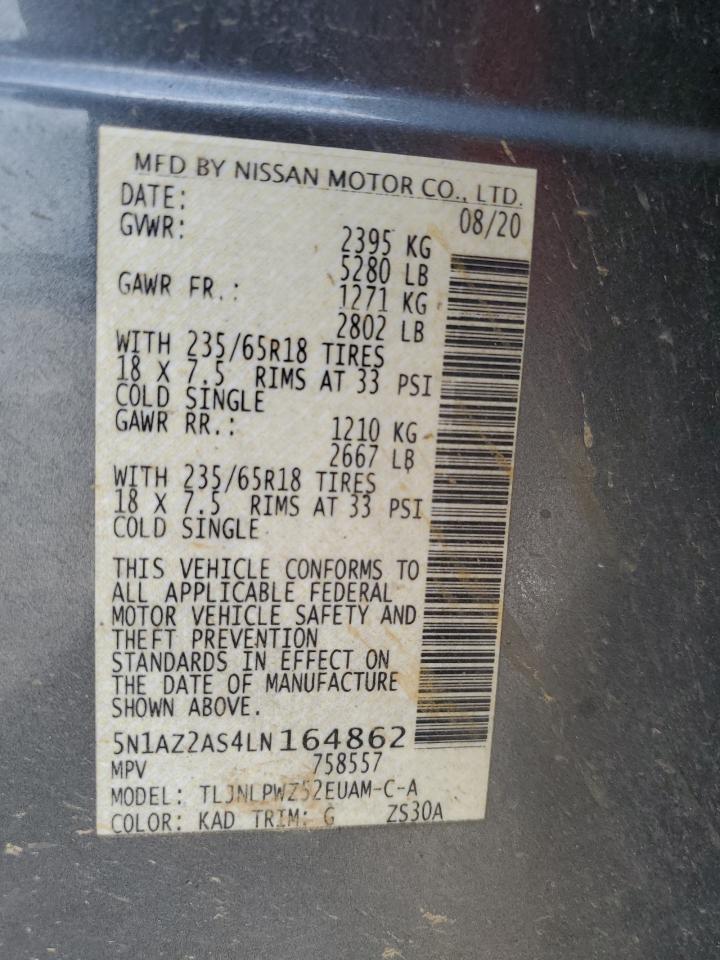 MFD BY NISSAN MOTOR CO., LTD.
DATE: 08/20
GVWR: 2395 KG
5280 LB
GAWR FR.: 1271 KG
2802 LB
WITH 235/65R18 TIRES
18 X 7.5 RIMS AT 33 PSI
COLD SINGLE
GAWR RR.: 1210 KG
2667 LB
WITH 235/65R18 TIRES
18 X 7.5 RIMS AT 33 PSI
COLD SINGLE
THIS VEHICLE CONFORMS TO
ALL APPLICABLE FEDERAL
MOTOR VEHICLE SAFETY AND
THEFT PREVENTION
STANDARDS IN EFFECT ON
THE DATE OF MANUFACTURE
SHOWN ABOVE.
5N1AZ2AS4LN164862
MPV 758557
MODEL: TLJNLPWZ52EUAM-C-A
COLOR: KAD TRIM: G ZS30A